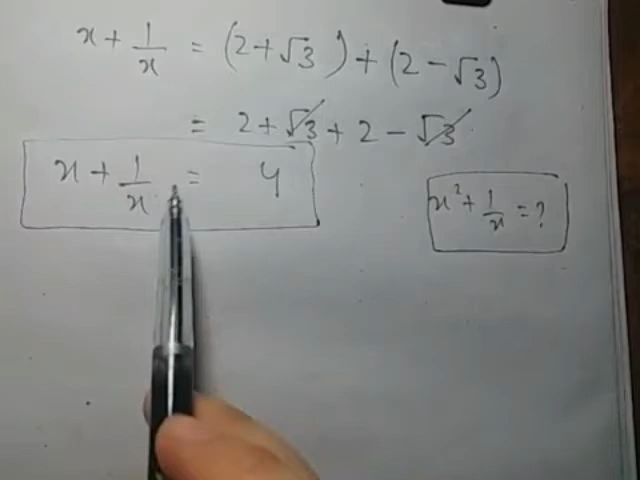 x + 1/x = (2+√3) + (2-√3)
= 2 + √3 + 2 - √3
x + 1/x = 4
x² + 1/x = ?